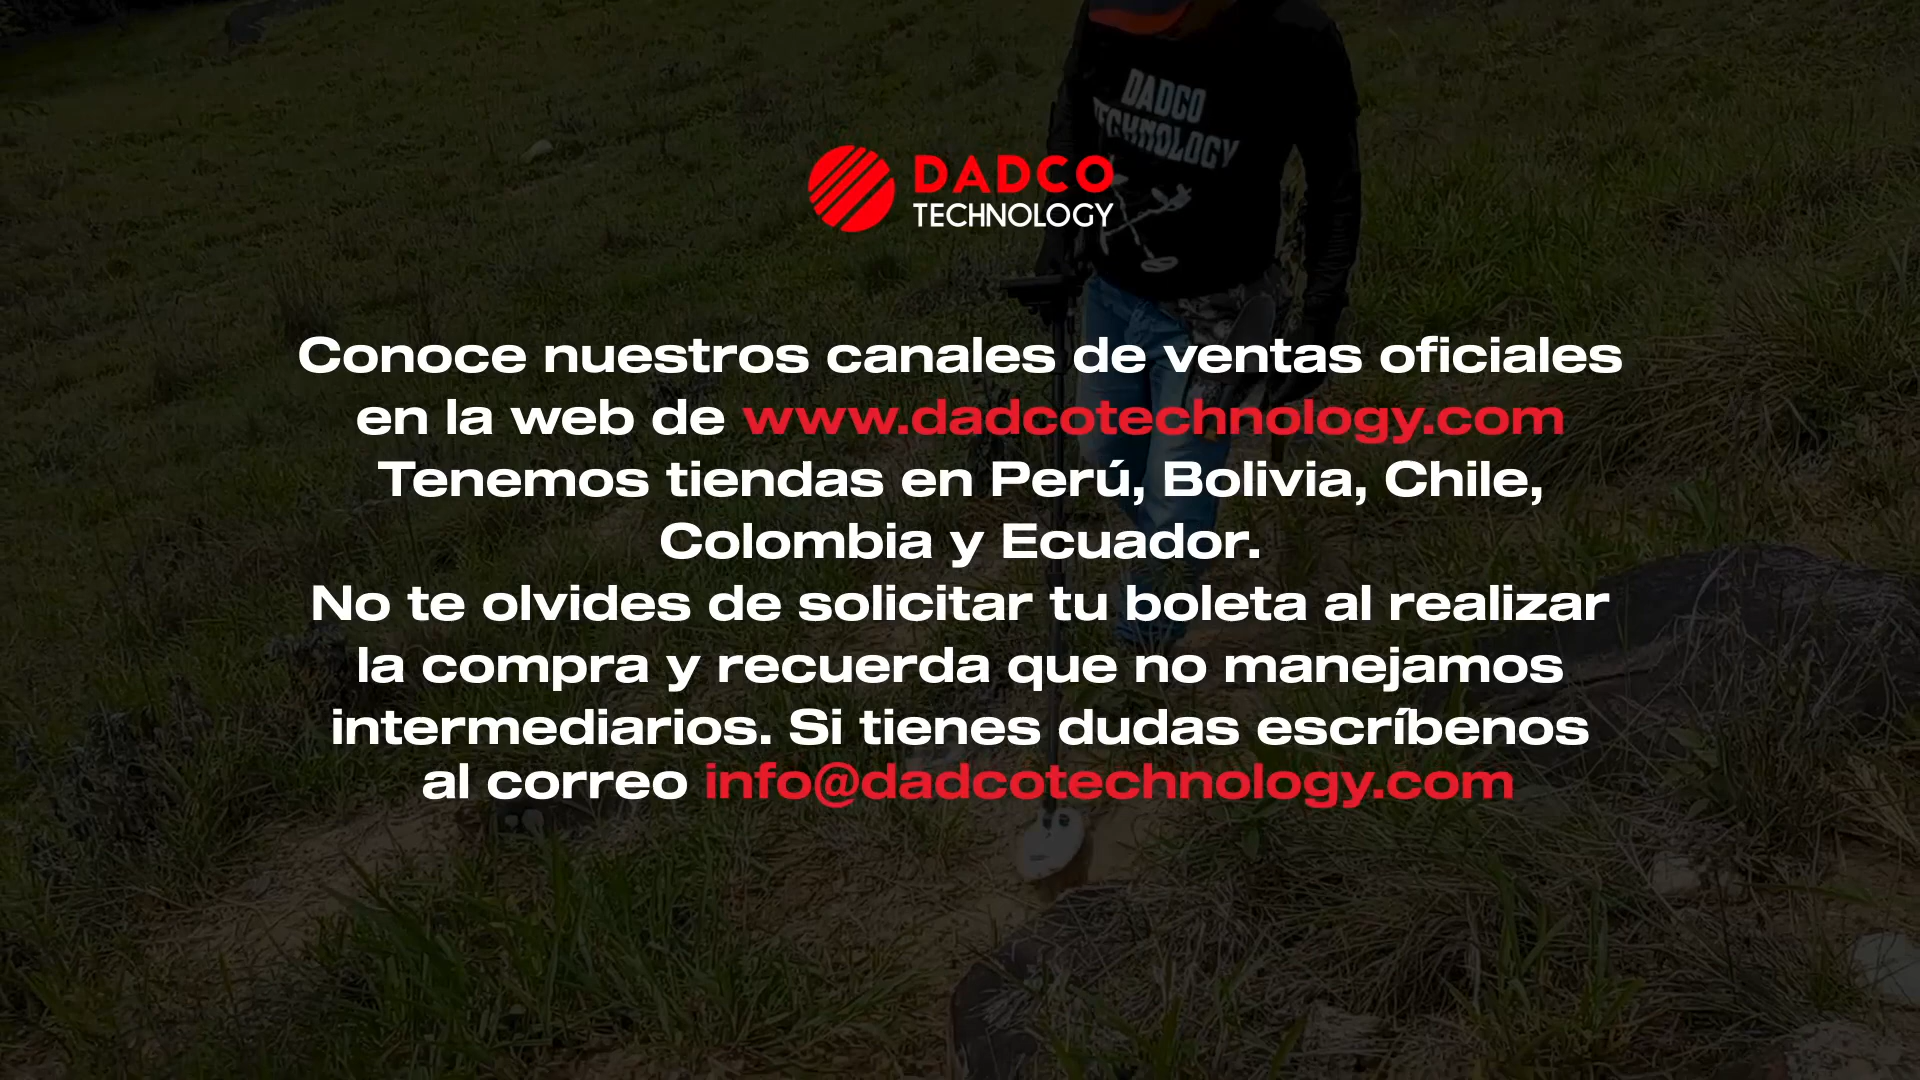 DADCO
TECHNOLOGY
DADCO
TECHNOLOGY
Conoce nuestros canales de ventas oficiales
en la web de www.dadcotechnology.com
Tenemos tiendas en Perú, Bolivia, Chile,
Colombia y Ecuador.
No te olvides de solicitar tu boleta al realizar
la compra y recuerda que no manejamos
intermediarios. Si tienes dudas escríbenos
al correo info@dadcotechnology.com